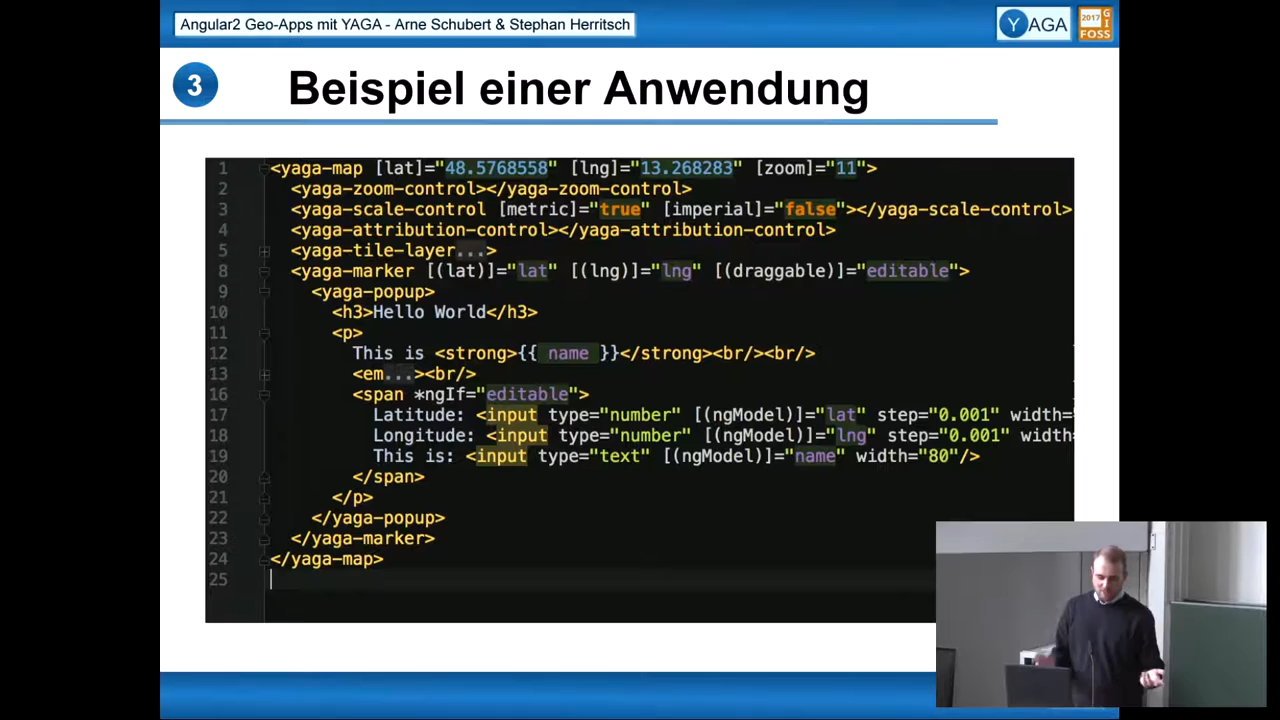 Angular2 Geo-Apps mit YAGA - Arne Schubert & Stephan Herritsch
YAGA
2017 GI
FOSS
3
Beispiel einer Anwendung
1 <yaga-map [lat]="48.5768558" [lng]="13.268283" [zoom]="11">
2 <yaga-zoom-control></yaga-zoom-control>
3 <yaga-scale-control [metric]="true" [imperial]="false"></yaga-scale-control>
4 <yaga-attribution-control></yaga-attribution-control>
5 <yaga-tile-layer...>
8 <yaga-marker [(lat)]="lat" [(lng)]="lng" [(draggable)]="editable">
9 <yaga-popup>
10 <h3>Hello World</h3>
11 <p>
12 This is <strong>{{ name }}</strong><br/><br/>
13 <em...><br/>
16 <span *ngIf="editable">
17 Latitude: <input type="number" [(ngModel)]="lat" step="0.001" width=
18 Longitude: <input type="number" [(ngModel)]="lng" step="0.001" width
19 This is: <input type="text" [(ngModel)]="name" width="80"/>
20 </span>
21 </p>
22 </yaga-popup>
23 </yaga-marker>
24 </yaga-map>
25